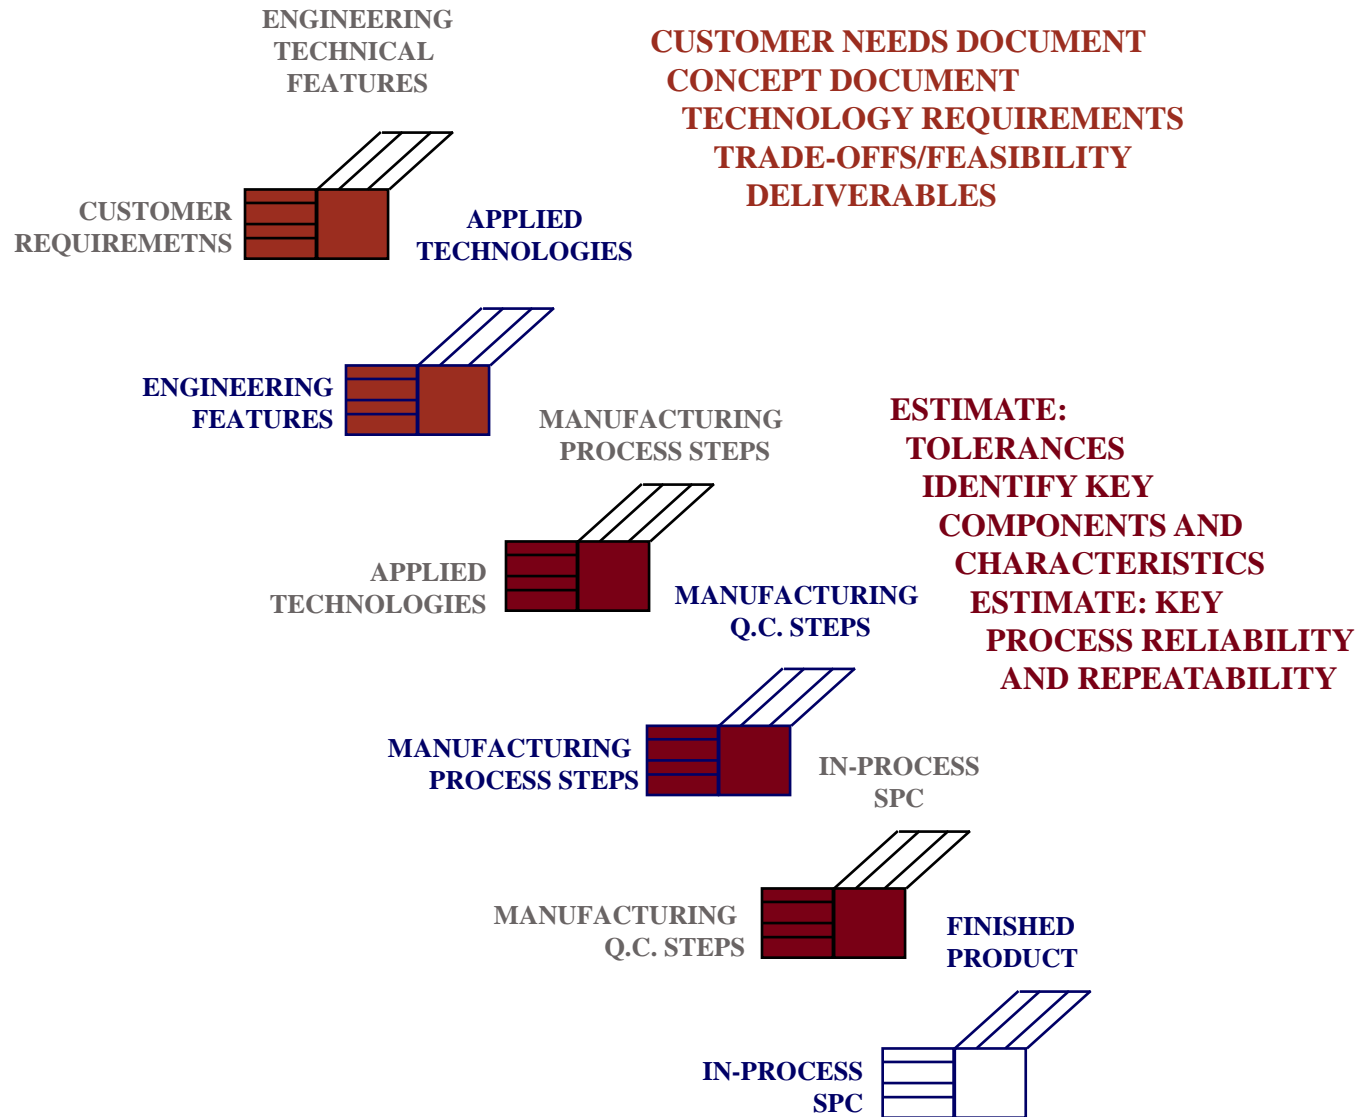 ENGINEERING
TECHNICAL
FEATURES
CUSTOMER NEEDS DOCUMENT
CONCEPT DOCUMENT
TECHNOLOGY REQUIREMENTS
TRADE-OFFS/FEASIBILITY
DELIVERABLES
CUSTOMER
REQUIREMETNS
APPLIED
TECHNOLOGIES
ENGINEERING
FEATURES
MANUFACTURING
PROCESS STEPS
ESTIMATE:
TOLERANCES
IDENTIFY KEY
COMPONENTS AND
CHARACTERISTICS
ESTIMATE: KEY
PROCESS RELIABILITY
AND REPEATABILITY
APPLIED
TECHNOLOGIES
MANUFACTURING
Q.C. STEPS
MANUFACTURING
PROCESS STEPS
IN-PROCESS
SPC
MANUFACTURING
Q.C. STEPS
FINISHED
PRODUCT
IN-PROCESS
SPC